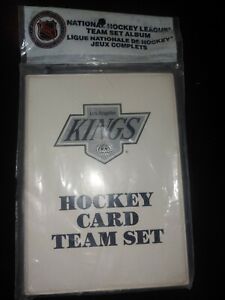 NATIONAL HOCKEY LEAGUE
TEAM SET ALBUM
LIGUE NATIONALE DE HOCKEY
JEUX COMPLETS
Los Angeles
KINGS
HOCKEY
CARD
TEAM SET